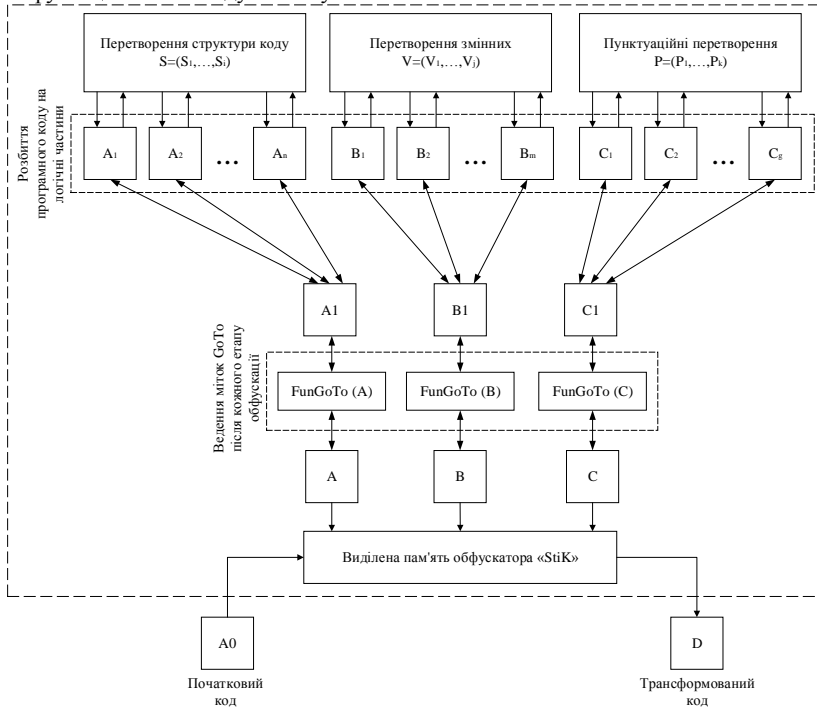 Перетворення структури коду
S=(S1,…,Si)
Перетворення змінних
V=(V1,…,Vj)
Пунктуаційні перетворення
P=(P1,…,Pk)
Розбиття
програмного коду на
логічні частини
A1
A2
...
An
B1
B2
...
Bm
C1
C2
...
Cg
A1
B1
C1
Ведення міток GoTo
після кожного етапу
обфускації
FunGoTo (A)
FunGoTo (B)
FunGoTo (C)
A
B
C
Виділена пам'ять обфускатора «StiK»
A0
D
Початковий
код
Трансформований
код